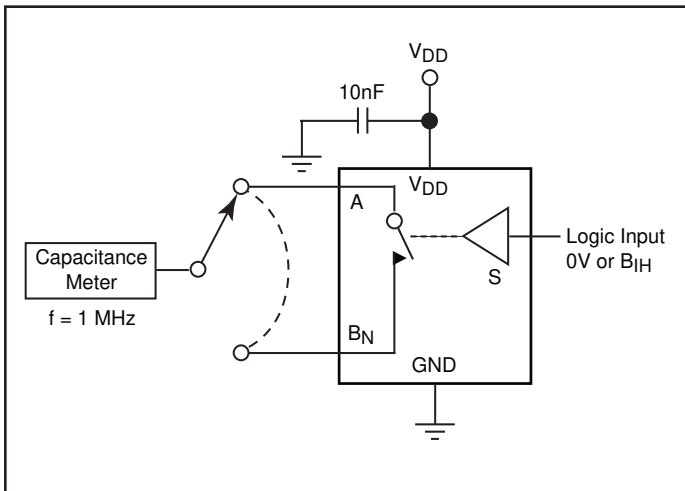 VDD
10nF
VDD
A
Logic Input
0V or BIH
S
Capacitance
Meter
f = 1 MHz
BN
GND